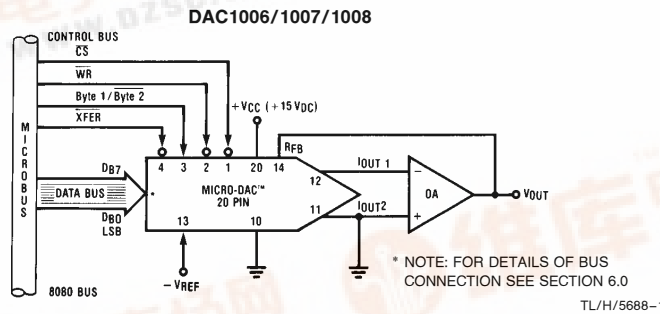 DAC1006/1007/1008
CONTROL BUS
CS
WR
Byte 1/Byte 2
XFER
+VCC (+15 VDC)
RFB
4 3 2 1 20 14
MICROBUS
DB7
DATA BUS
DB0
LSB
*
MICRO-DAC™
20 PIN
12
11
13
10
IOUT 1
IOUT2
−
+
OA
VOUT
−VREF
8080 BUS
* NOTE: FOR DETAILS OF BUS
CONNECTION SEE SECTION 6.0